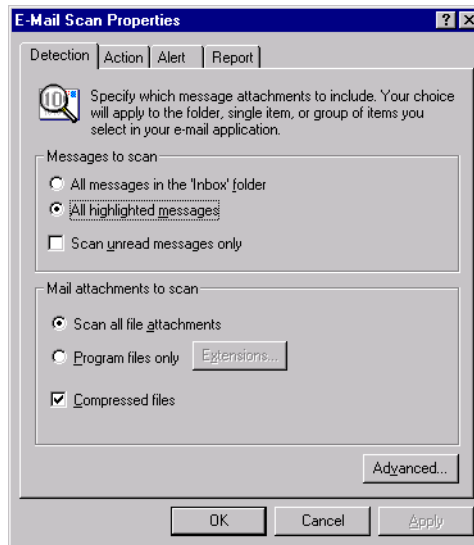 E-Mail Scan Properties
Detection Action Alert Report
Specify which message attachments to include. Your choice
will apply to the folder, single item, or group of items you
select in your e-mail application.
Messages to scan
All messages in the 'Inbox' folder
All highlighted messages
Scan unread messages only
Mail attachments to scan
Scan all file attachments
Program files only Extensions...
Compressed files
Advanced...
OK Cancel Apply